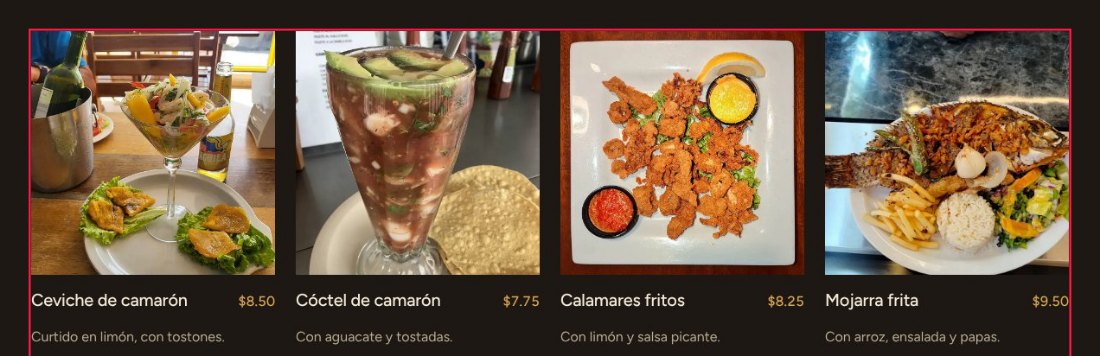 Ceviche de camarón
$8.50
Curtido en limón, con tostones.
Cóctel de camarón
$7.75
Con aguacate y tostadas.
Calamares fritos
$8.25
Con limón y salsa picante.
Mojarra frita
$9.50
Con arroz, ensalada y papas.